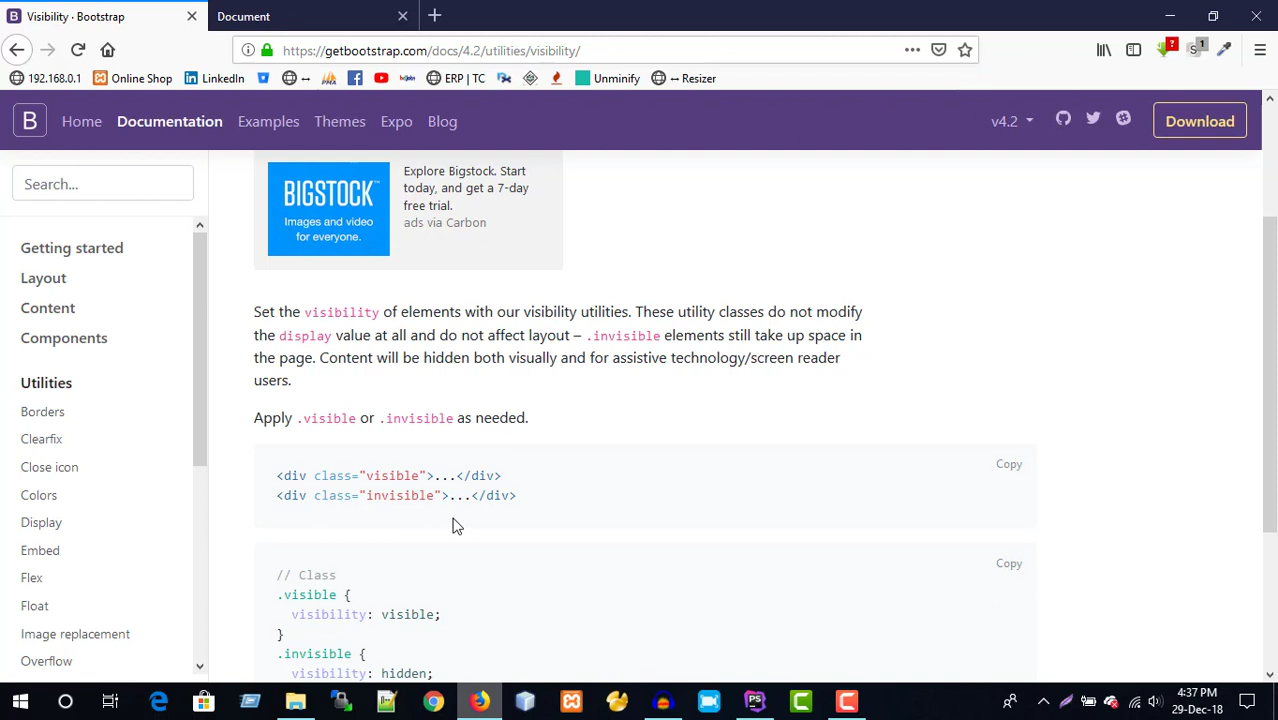 Visibility · Bootstrap
Document
https://getbootstrap.com/docs/4.2/utilities/visibility/
192.168.0.1
Online Shop
LinkedIn
ERP | TC
Unminify
Resizer
B
Home
Documentation
Examples
Themes
Expo
Blog
v4.2
Download
Search...
Getting started
Layout
Content
Components
Utilities
Borders
Clearfix
Close icon
Colors
Display
Embed
Flex
Float
Image replacement
Overflow
BIGSTOCK
Images and video
for everyone.
Explore Bigstock. Start
today, and get a 7-day
free trial.
ads via Carbon
Set the visibility of elements with our visibility utilities. These utility classes do not modify
the display value at all and do not affect layout – .invisible elements still take up space in
the page. Content will be hidden both visually and for assistive technology/screen reader
users.
Apply .visible or .invisible as needed.
Copy
<div class="visible">...</div>
<div class="invisible">...</div>
Copy
// Class
.visible {
visibility: visible;
}
.invisible {
visibility: hidden;
4:37 PM
29-Dec-18